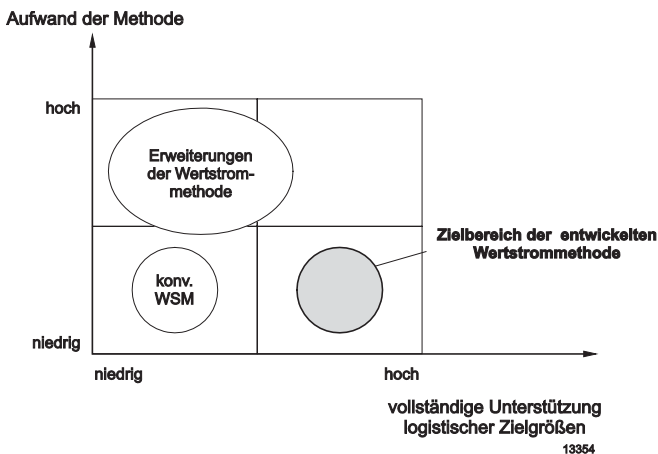 Aufwand der Methode
hoch
Erweiterungen
der Wertstrom-
methode
Zielbereich der entwickelten
Wertstrommethode
konv.
WSM
niedrig
niedrig
hoch
vollständige Unterstützung
logistischer Zielgrößen
13354